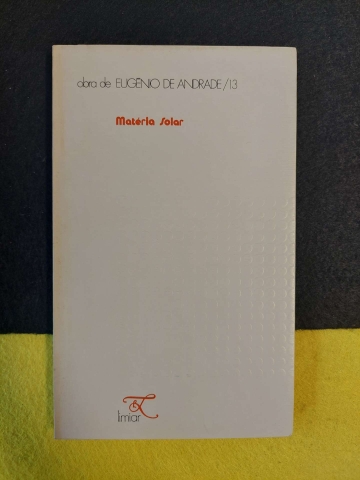 obra de EUGÉNIO DE ANDRADE/13
Matéria Solar
limiar